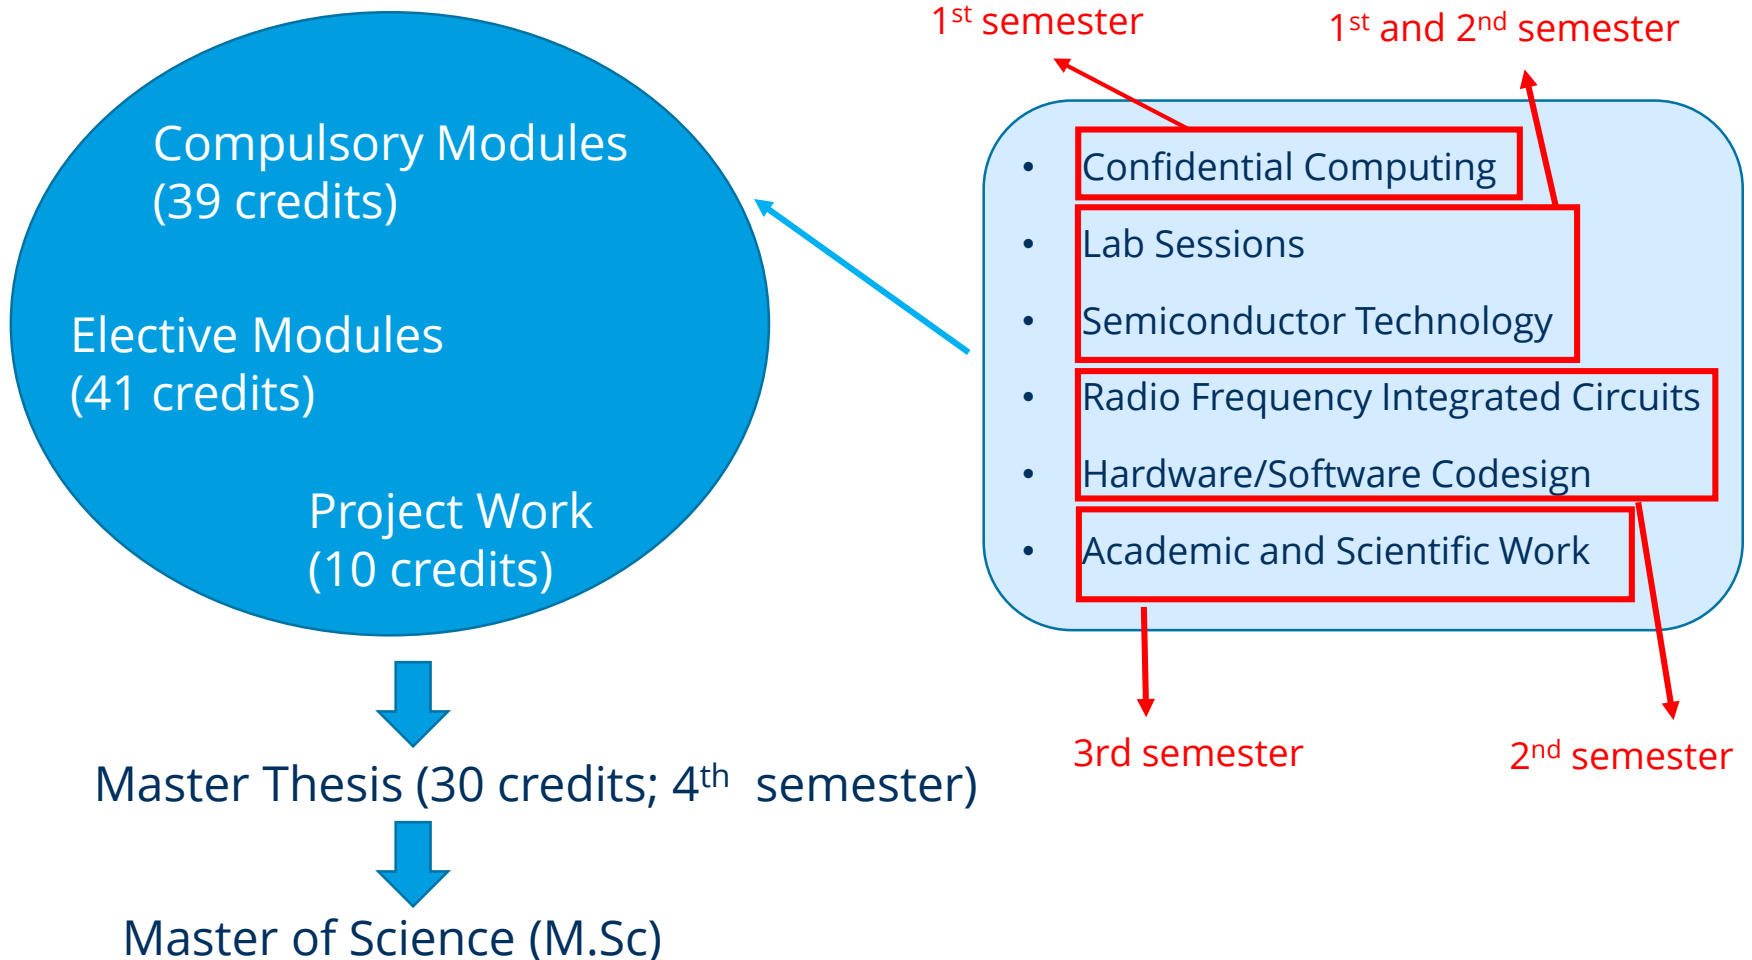 1st semester
1st and 2nd semester
Compulsory Modules
(39 credits)
Elective Modules
(41 credits)
Project Work
(10 credits)
• Confidential Computing
• Lab Sessions
• Semiconductor Technology
• Radio Frequency Integrated Circuits
• Hardware/Software Codesign
• Academic and Scientific Work
3rd semester
2nd semester
Master Thesis (30 credits; 4th semester)
Master of Science (M.Sc)